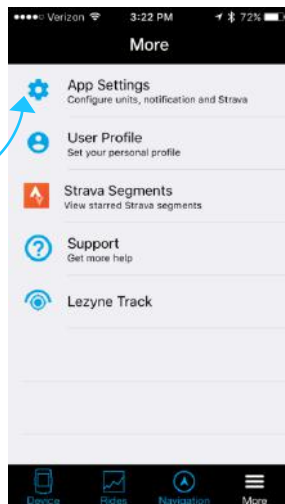 Verizon 3:22 PM 72%
More
App Settings
Configure units, notification and Strava
User Profile
Set your personal profile
Strava Segments
View starred Strava segments
Support
Get more help
Lezyne Track
Device Rides Navigation More